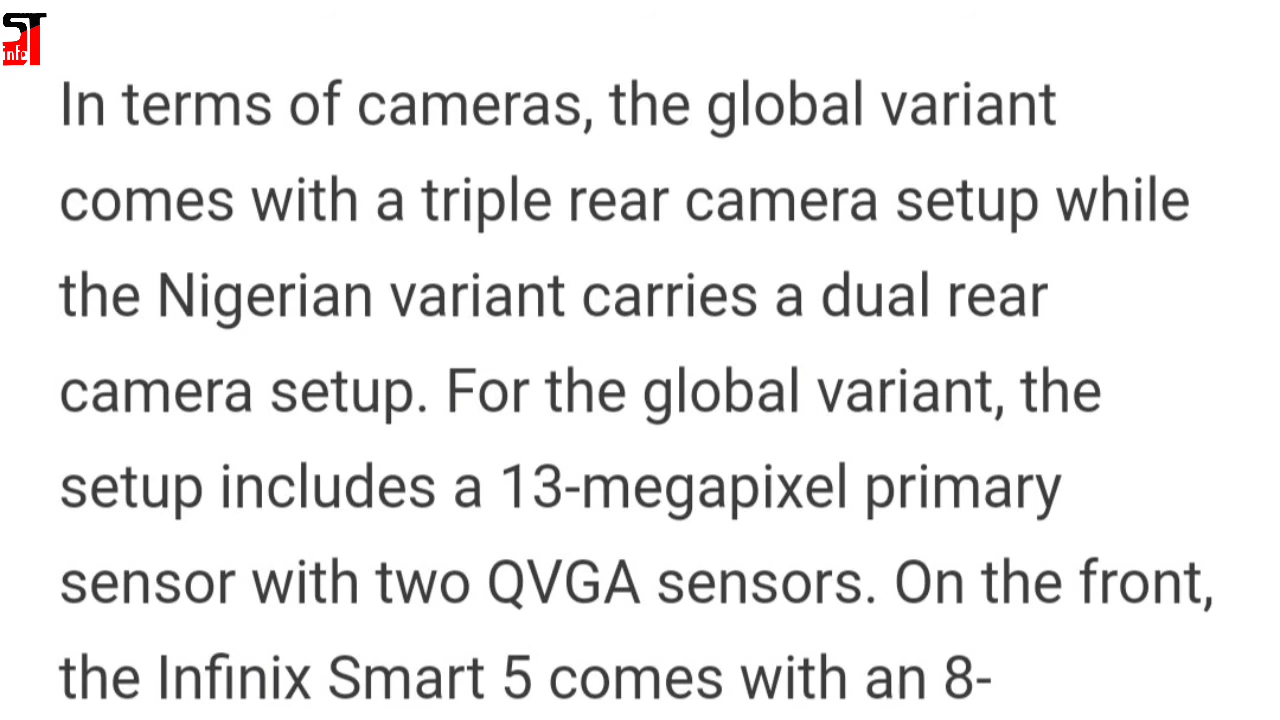 ST
info
In terms of cameras, the global variant
comes with a triple rear camera setup while
the Nigerian variant carries a dual rear
camera setup. For the global variant, the
setup includes a 13-megapixel primary
sensor with two QVGA sensors. On the front,
the Infinix Smart 5 comes with an 8-